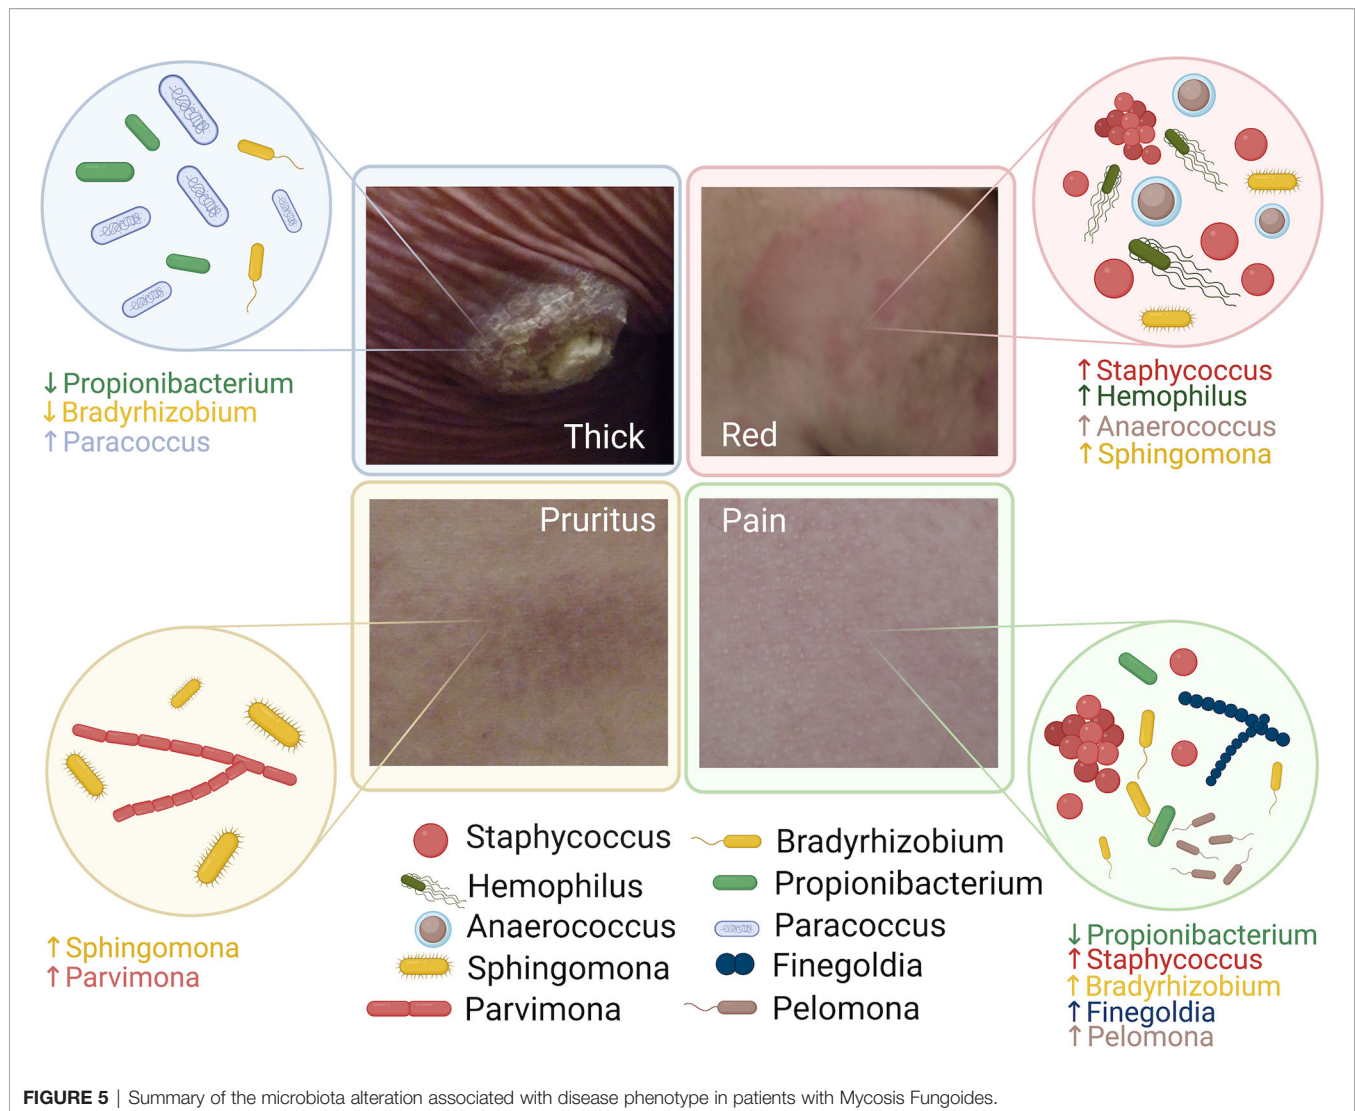 Thick
Red
↓Propionibacterium
↓Bradyrhizobium
↑Paracoccus
↑Staphycoccus
↑Hemophilus
↑Anaerococcus
↑Sphingomona
Pruritus
Pain
↑Sphingomona
↑Parvimona
↓Propionibacterium
↑Staphycoccus
↑Bradyrhizobium
↑Finegoldia
↑Pelomona
Staphycoccus
Hemophilus
Anaerococcus
Sphingomona
Parvimona
Bradyrhizobium
Propionibacterium
Paracoccus
Finegoldia
Pelomona
FIGURE 5 | Summary of the microbiota alteration associated with disease phenotype in patients with Mycosis Fungoides.